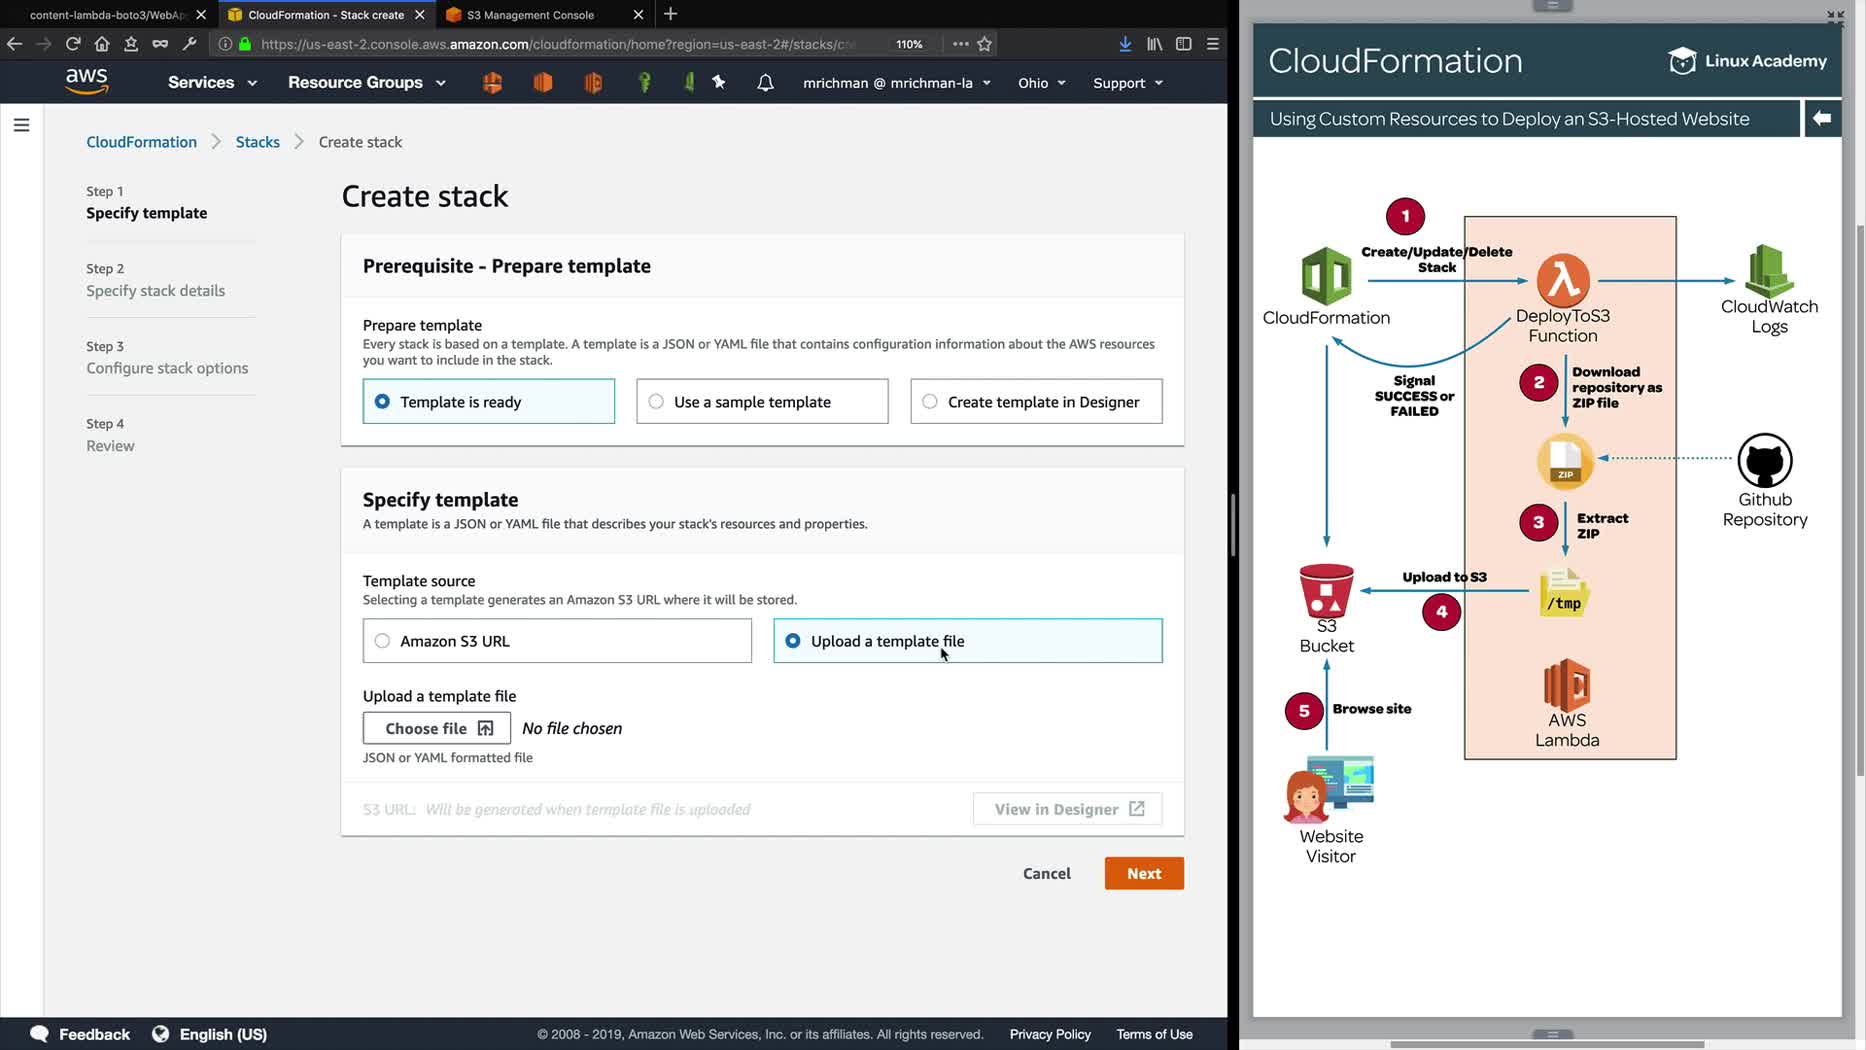 content-lambda-boto3/WebAp
CloudFormation - Stack create
S3 Management Console
https://us-east-2.console.aws.amazon.com/cloudformation/home?region=us-east-2#/stacks/cre
110%
aws
Services
Resource Groups
mrichman @ mrichman-la
Ohio
Support
CloudFormation
Stacks
Create stack
Step 1
Specify template
Step 2
Specify stack details
Step 3
Configure stack options
Step 4
Review
Create stack
Prerequisite - Prepare template
Prepare template
Every stack is based on a template. A template is a JSON or YAML file that contains configuration information about the AWS resources
you want to include in the stack.
Template is ready
Use a sample template
Create template in Designer
Specify template
A template is a JSON or YAML file that describes your stack's resources and properties.
Template source
Selecting a template generates an Amazon S3 URL where it will be stored.
Amazon S3 URL
Upload a template file
Upload a template file
Choose file
No file chosen
JSON or YAML formatted file
S3 URL: Will be generated when template file is uploaded
View in Designer
Cancel
Next
Feedback
English (US)
© 2008 - 2019, Amazon Web Services, Inc. or its affiliates. All rights reserved.
Privacy Policy
Terms of Use
CloudFormation
Linux Academy
Using Custom Resources to Deploy an S3-Hosted Website
1
Create/Update/Delete
Stack
CloudFormation
DeployToS3
Function
CloudWatch
Logs
Signal
SUCCESS or
FAILED
2
Download
repository as
ZIP file
ZIP
Github
Repository
3
Extract
ZIP
Upload to S3
4
/tmp
S3
Bucket
AWS
Lambda
5
Browse site
Website
Visitor